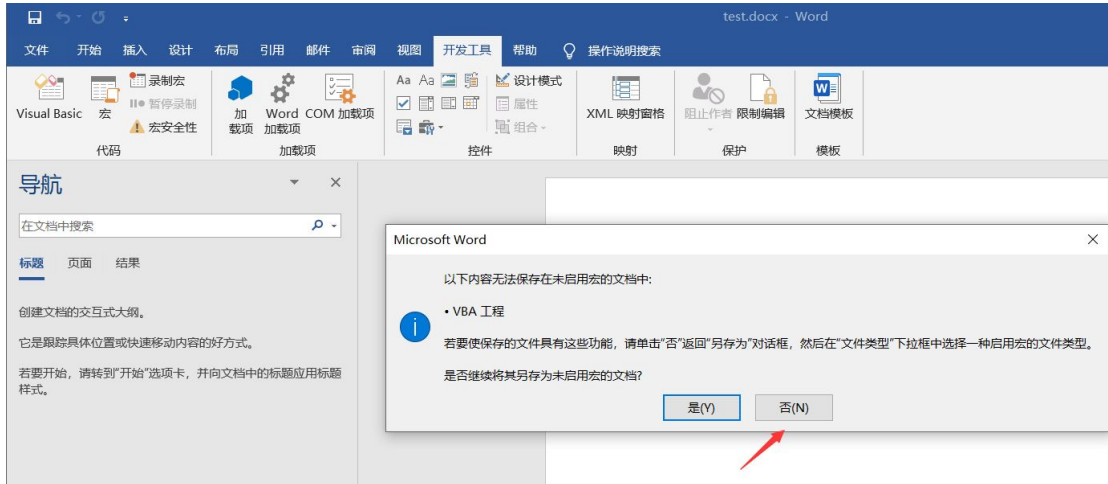 test.docx - Word
文件 开始 插入 设计 布局 引用 邮件 审阅 视图 开发工具 帮助 操作说明搜索
Visual Basic
宏
录制宏
暂停录制
宏安全性
代码
加载项
Word 加载项
COM 加载项
加载项
Aa Aa
设计模式
属性
组合
控件
XML 映射窗格
映射
阻止作者
限制编辑
保护
文档模板
模板
导航
在文档中搜索
标题 页面 结果
创建文档的交互式大纲。
它是跟踪具体位置或快速移动内容的好方式。
若要开始，请转到"开始"选项卡，并向文档中的标题应用标题
样式。
Microsoft Word
以下内容无法保存在未启用宏的文档中:
• VBA 工程
若要使保存的文件具有这些功能，请单击"否"返回"另存为"对话框，然后在"文件类型"下拉框中选择一种启用宏的文件类型。
是否继续将其另存为未启用宏的文档?
是(Y) 否(N)